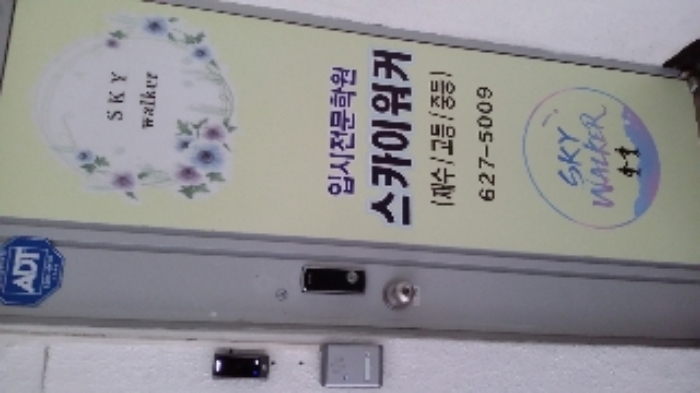 SKY
walker
입시전문학원
스카이워커
(재수/고등/중등)
627-5009
SKY
WALKER
ADT